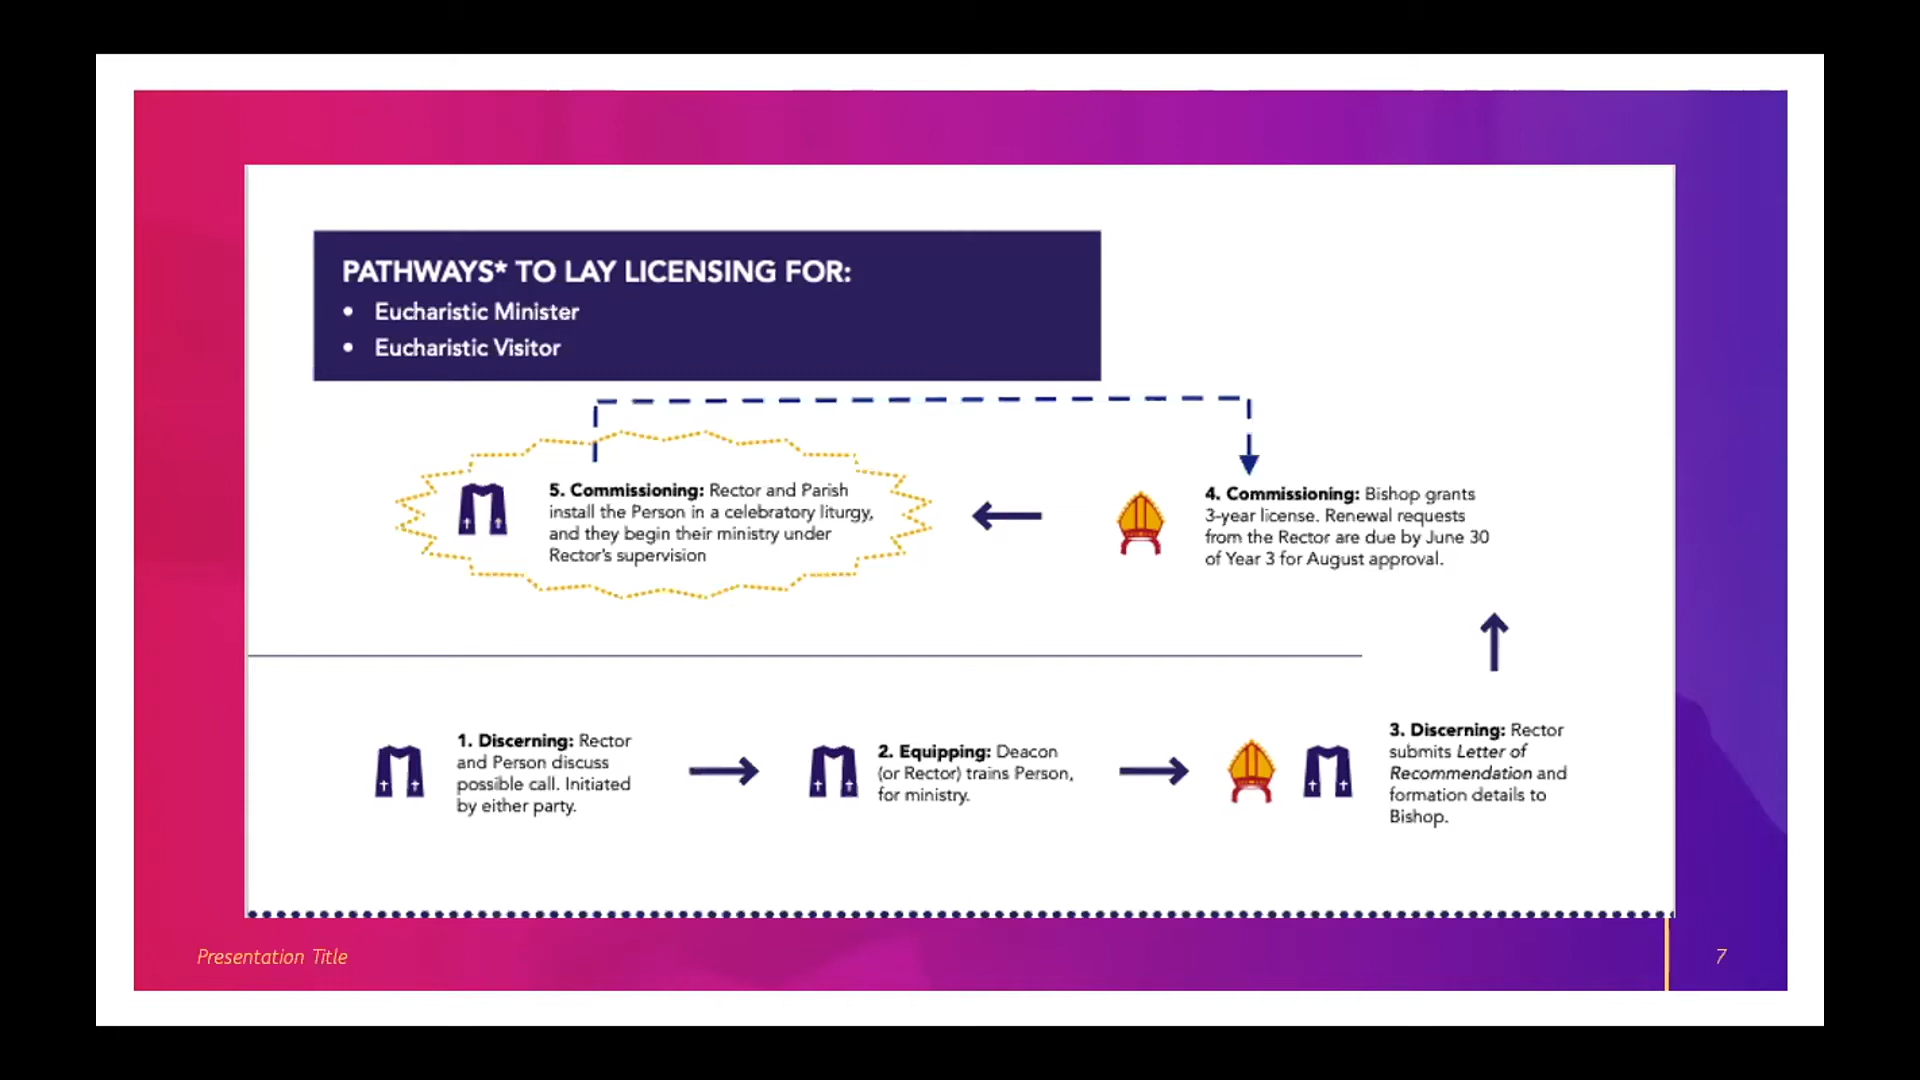 PATHWAYS* TO LAY LICENSING FOR:
• Eucharistic Minister
• Eucharistic Visitor
5. Commissioning: Rector and Parish
install the Person in a celebratory liturgy,
and they begin their ministry under
Rector's supervision
4. Commissioning: Bishop grants
3-year license. Renewal requests
from the Rector are due by June 30
of Year 3 for August approval.
1. Discerning: Rector
and Person discuss
possible call. Initiated
by either party.
2. Equipping: Deacon
(or Rector) trains Person,
for ministry.
3. Discerning: Rector
submits Letter of
Recommendation and
formation details to
Bishop.
Presentation Title
7